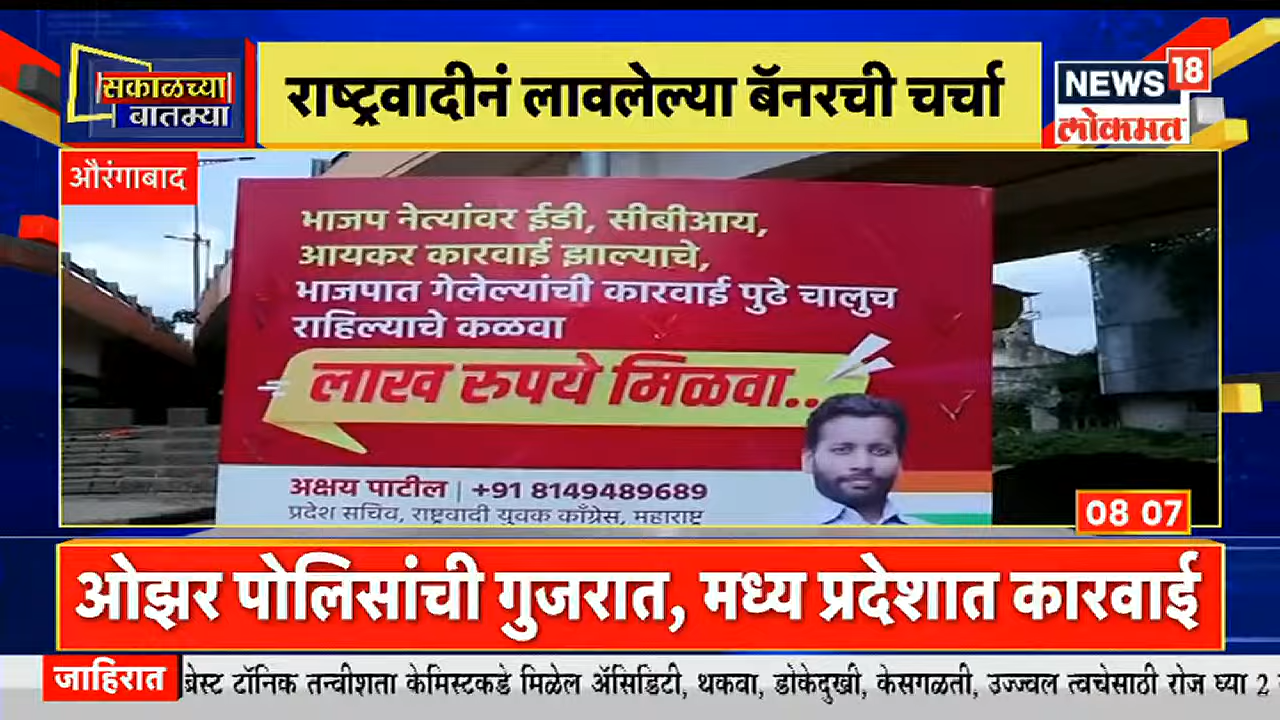 सकाळच्या
वातम्या
राष्ट्रवादीनं लावलेल्या बॅनरची चर्चा
NEWS 18
लोकमत
औरंगाबाद
भाजप नेत्यांवर ईडी, सीबीआय,
आयकर कारवाई झाल्याचे,
भाजपात गेलेल्यांची कारवाई पुढे चालुच
राहिल्याचे कळवा
लाख रुपये मिळवा..
अक्षय पाटील | +91 8149489689
प्रदेश सचिव, राष्ट्रवादी युवक काँग्रेस, महाराष्ट्र
08 07
ओझर पोलिसांची गुजरात, मध्य प्रदेशात कारवाई
जाहिरात
ब्रेस्ट टॉनिक तन्वीशता केमिस्टकडे मिळेल ॲसिडिटी, थकवा, डोकेदुखी, केसगळती, उज्ज्वल त्वचेसाठी रोज घ्या 2